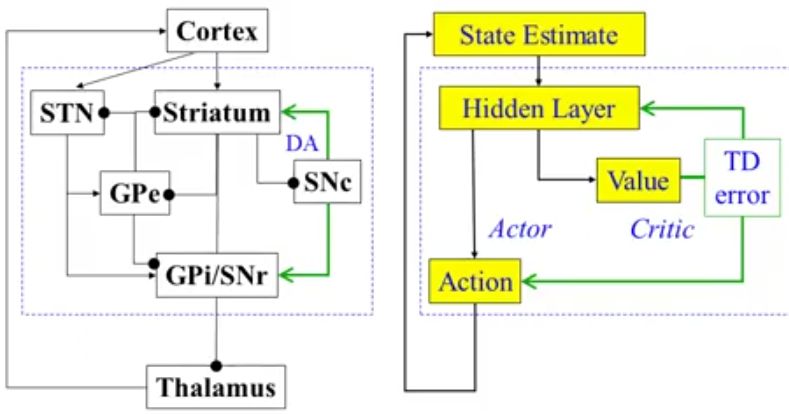 Cortex
STN
Striatum
DA
GPe
SNc
GPi/SNr
Thalamus
State Estimate
Hidden Layer
Value
TD
error
Actor
Critic
Action